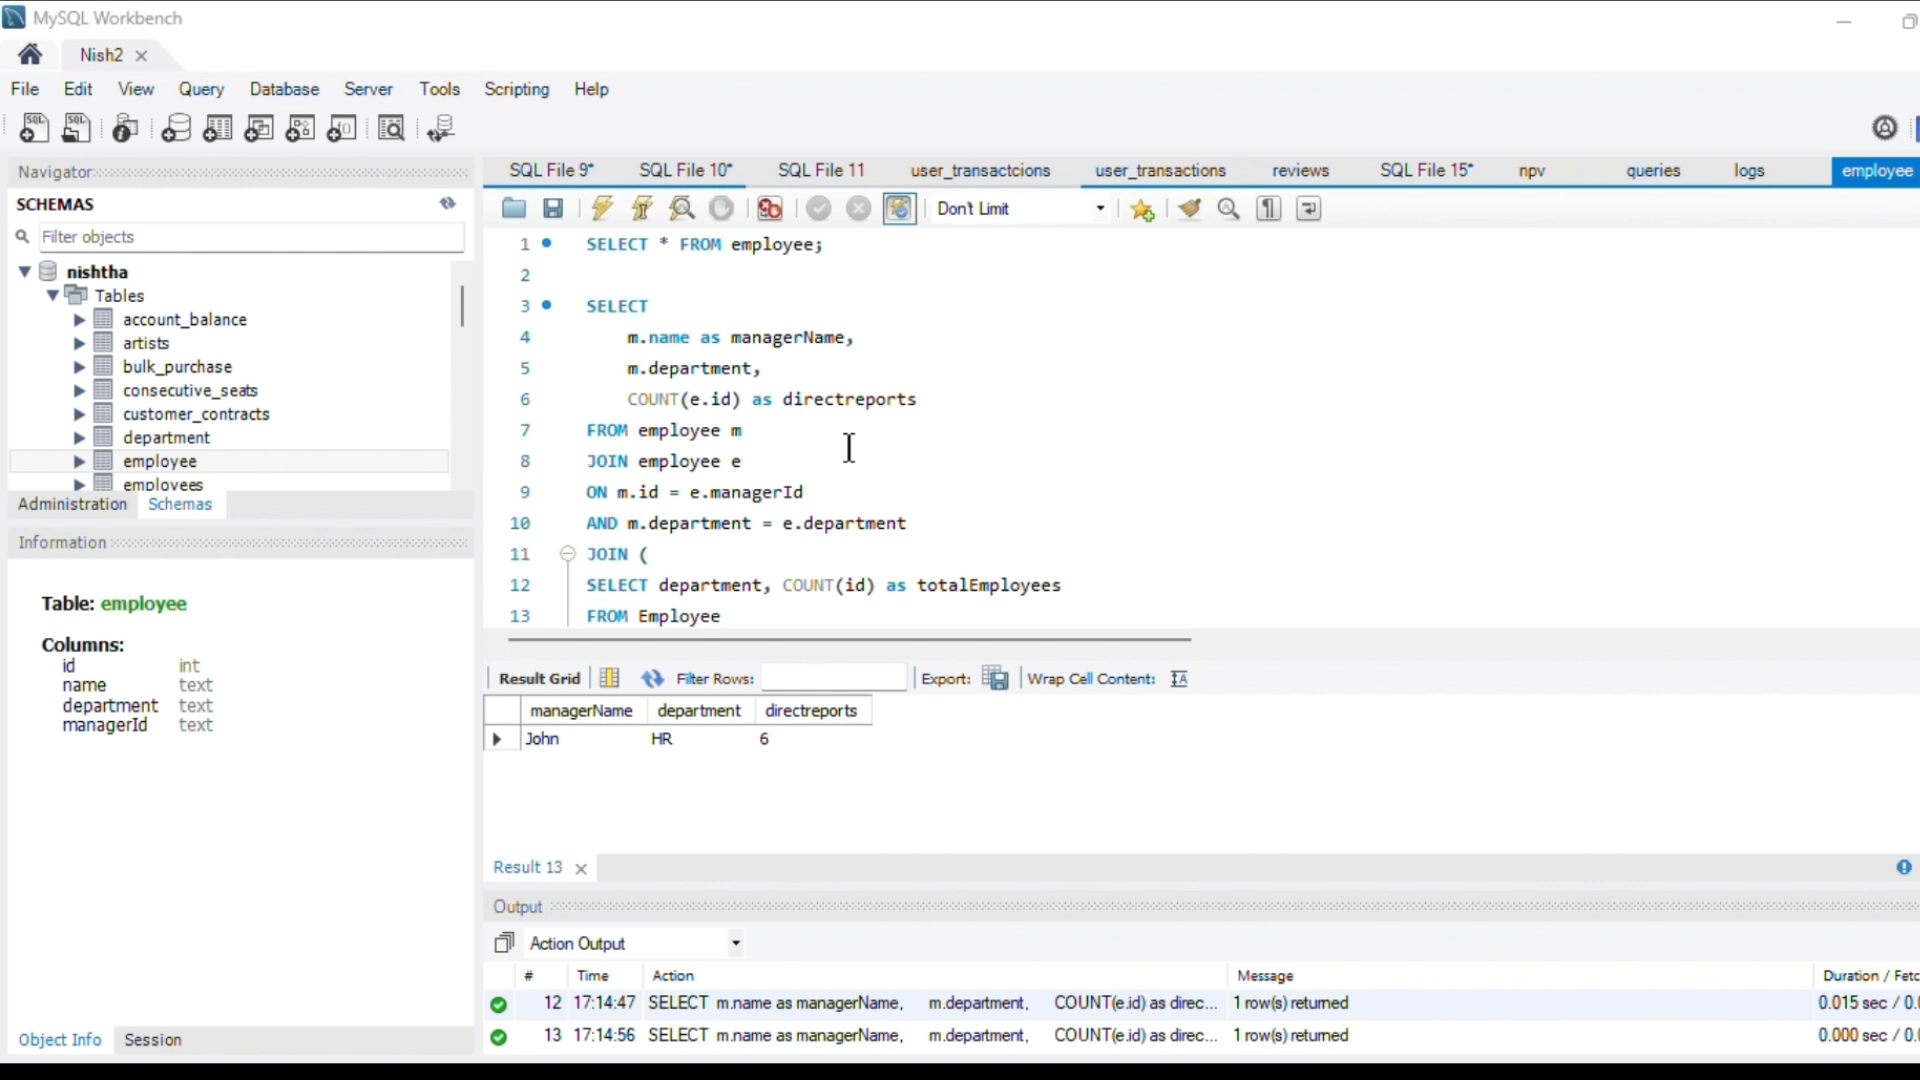 MySQL Workbench
Nish2
File Edit View Query Database Server Tools Scripting Help
Navigator
SCHEMAS
Filter objects
nishtha
Tables
account_balance
artists
bulk_purchase
consecutive_seats
customer_contracts
department
employee
employees
Administration Schemas
Information
Table: employee
Columns:
id int
name text
department text
managerId text
Object Info Session
SQL File 9* SQL File 10* SQL File 11 user_transactcions user_transactions reviews SQL File 15* npv queries logs employee
Don't Limit
1 SELECT * FROM employee;
2
3 SELECT
4 m.name as managerName,
5 m.department,
6 COUNT(e.id) as directreports
7 FROM employee m
8 JOIN employee e
9 ON m.id = e.managerId
10 AND m.department = e.department
11 JOIN (
12 SELECT department, COUNT(id) as totalEmployees
13 FROM Employee
Result Grid Filter Rows: Export: Wrap Cell Content:
managerName department directreports
John HR 6
Result 13
Output
Action Output
# Time Action Message Duration / Fetc
12 17:14:47 SELECT m.name as managerName, m.department, COUNT(e.id) as direc... 1 row(s) returned 0.015 sec / 0.0
13 17:14:56 SELECT m.name as managerName, m.department, COUNT(e.id) as direc... 1 row(s) returned 0.000 sec / 0.0